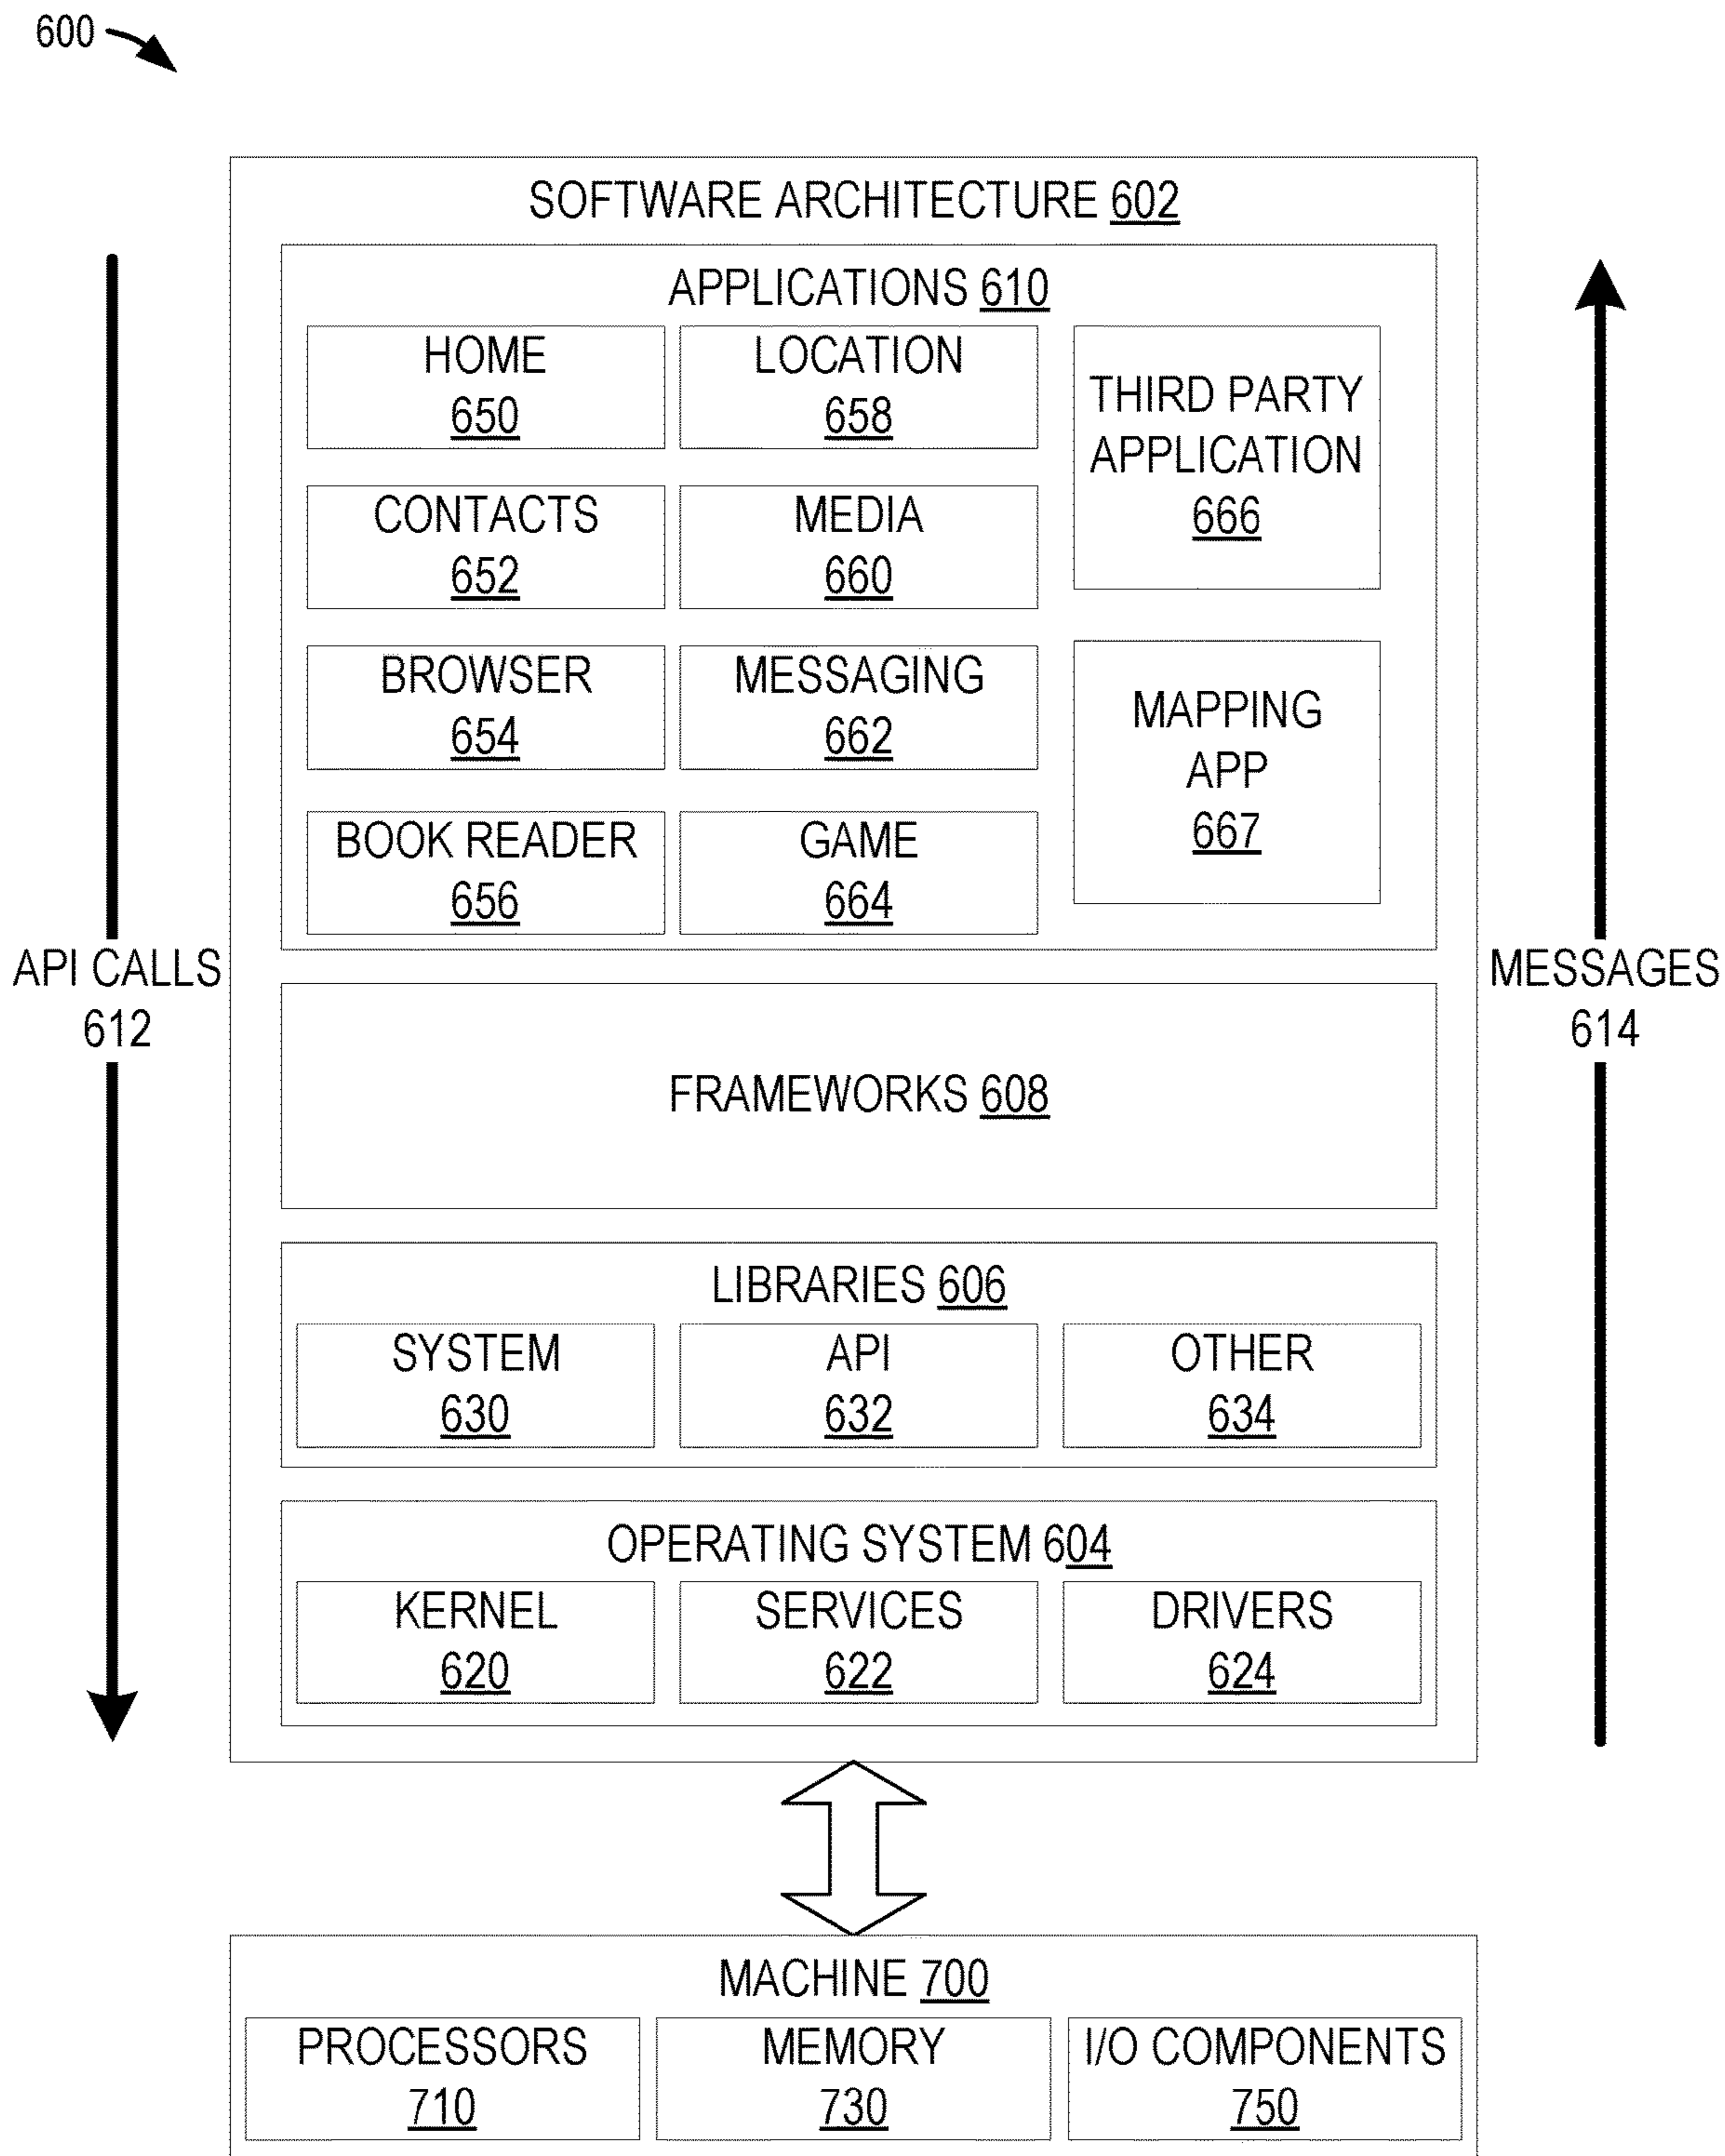 600
SOFTWARE ARCHITECTURE 602
APPLICATIONS 610
HOME
650
LOCATION
658
THIRD PARTY
APPLICATION
666
CONTACTS
652
MEDIA
660
BROWSER
654
MESSAGING
662
MAPPING
APP
667
BOOK READER
656
GAME
664
API CALLS
612
MESSAGES
614
FRAMEWORKS 608
LIBRARIES 606
SYSTEM
630
API
632
OTHER
634
OPERATING SYSTEM 604
KERNEL
620
SERVICES
622
DRIVERS
624
MACHINE 700
PROCESSORS
710
MEMORY
730
I/O COMPONENTS
750